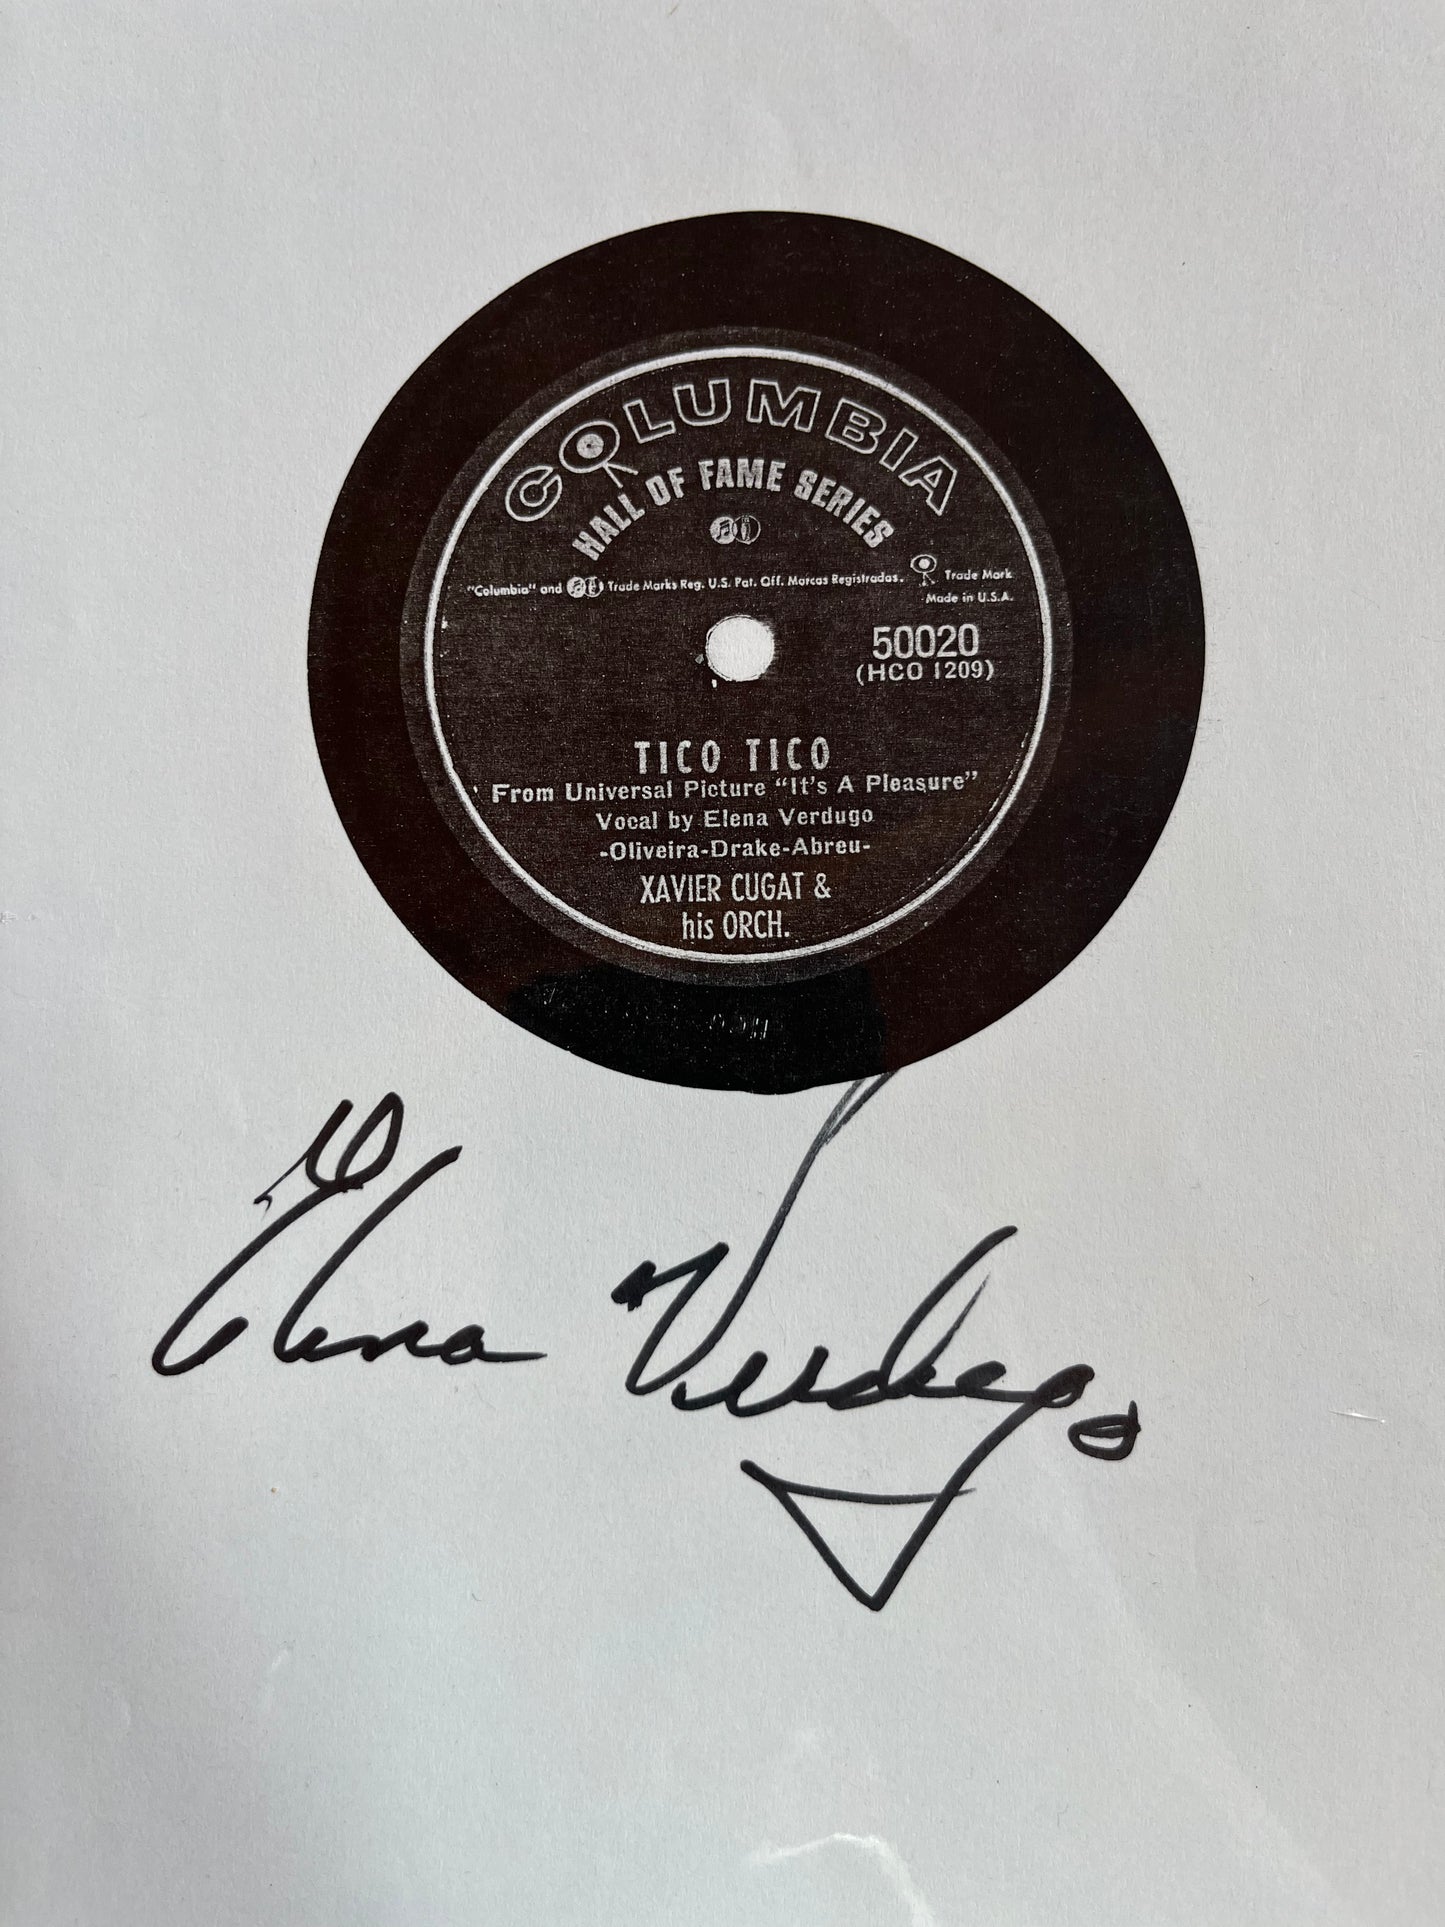 COLUMBIA
HALL OF FAME SERIES
"Columbia" and Trade Marks Reg. U.S. Pat. Off. Marcas Registradas. Trade Mark
Made in U.S.A.
50020
(HCO 1209)
TICO TICO
From Universal Picture "It's A Pleasure"
Vocal by Elena Verdugo
-Oliveira-Drake-Abreu-
XAVIER CUGAT &
his ORCH.
Elena Verdugo